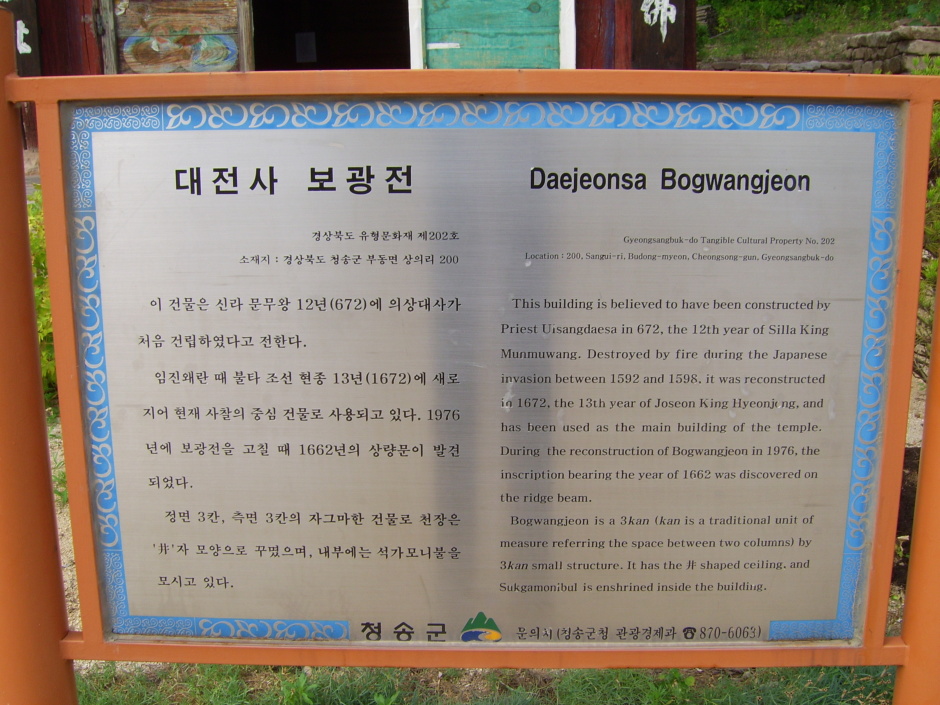 佛
대전사 보광전
경상북도 유형문화재 제202호
소재지 : 경상북도 청송군 부동면 상의리 200
이 건물은 신라 문무왕 12년(672)에 의상대사가
처음 건립하였다고 전한다.
임진왜란 때 불타 조선 현종 13년(1672)에 새로
지어 현재 사찰의 중심 건물로 사용되고 있다. 1976
년에 보광전을 고칠 때 1662년의 상량문이 발견
되었다.
정면 3칸, 측면 3칸의 자그마한 건물로 천장은
'井'자 모양으로 꾸몄으며, 내부에는 석가모니불을
모시고 있다.
Daejeonsa Bogwangjeon
Gyeongsangbuk-do Tangible Cultural Property No. 202
Location : 200, Sangui-ri, Budong-myeon, Cheongsong-gun, Gyeongsangbuk-do
This building is believed to have been constructed by
Priest Uisangdaesa in 672, the 12th year of Silla King
Munmuwang. Destroyed by fire during the Japanese
invasion between 1592 and 1598, it was reconstructed
in 1672, the 13th year of Joseon King Hyeonjong, and
has been used as the main building of the temple.
During the reconstruction of Bogwangjeon in 1976, the
inscription bearing the year of 1662 was discovered on
the ridge beam.
Bogwangjeon is a 3kan (kan is a traditional unit of
measure referring the space between two columns) by
3kan small structure. It has the 井 shaped ceiling, and
Sukgamonibul is enshrined inside the building.
청송군
문의처(청송군청 관광경제과 ☎870-6063)